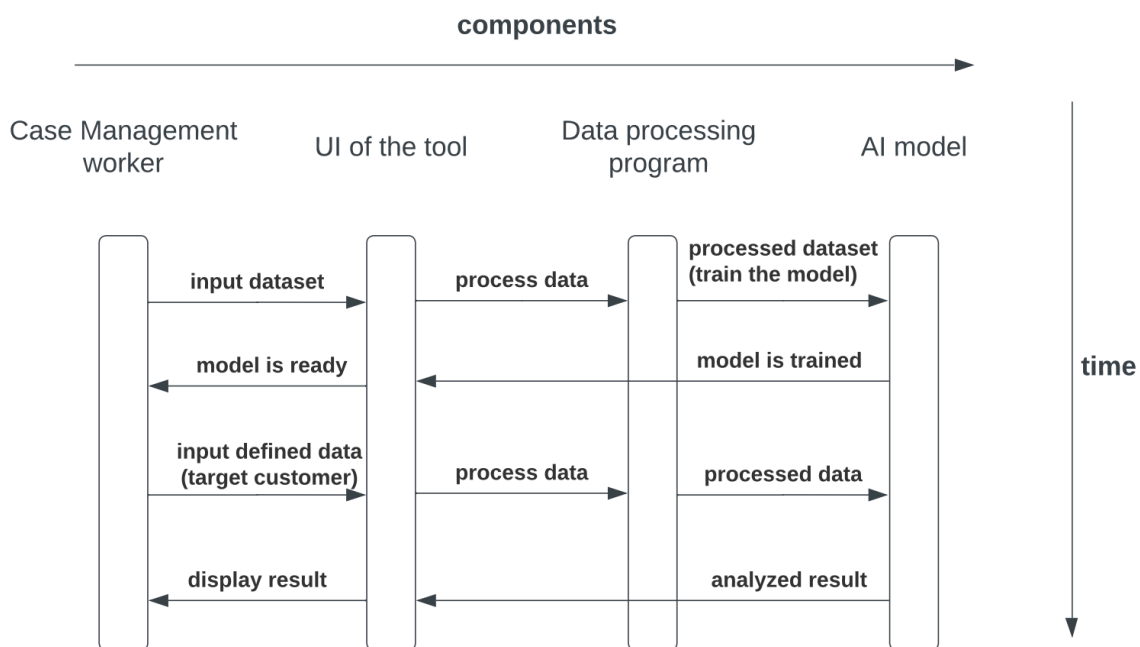 components
Case Management
worker
UI of the tool
Data processing
program
AI model
processed dataset
(train the model)
input dataset
process data
model is ready
model is trained
time
input defined data
(target customer)
process data
processed data
display result
analyzed result